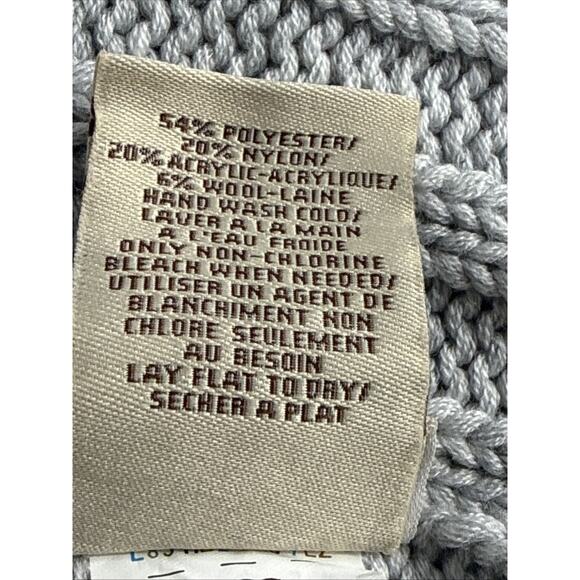 54% POLYESTER/
20% NYLON/
20% ACRYLIC-ACRYLIQUE/
6% WOOL-LAINE
HAND WASH COLD/
LAVER A LA MAIN
A L'EAU FROIDE
ONLY NON-CHLORINE
BLEACH WHEN NEEDED/
UTILISER UN AGENT DE
BLANCHIMENT NON
CHLORE SEULEMENT
AU BESOIN
LAY FLAT TO DRY/
SECHER A PLAT